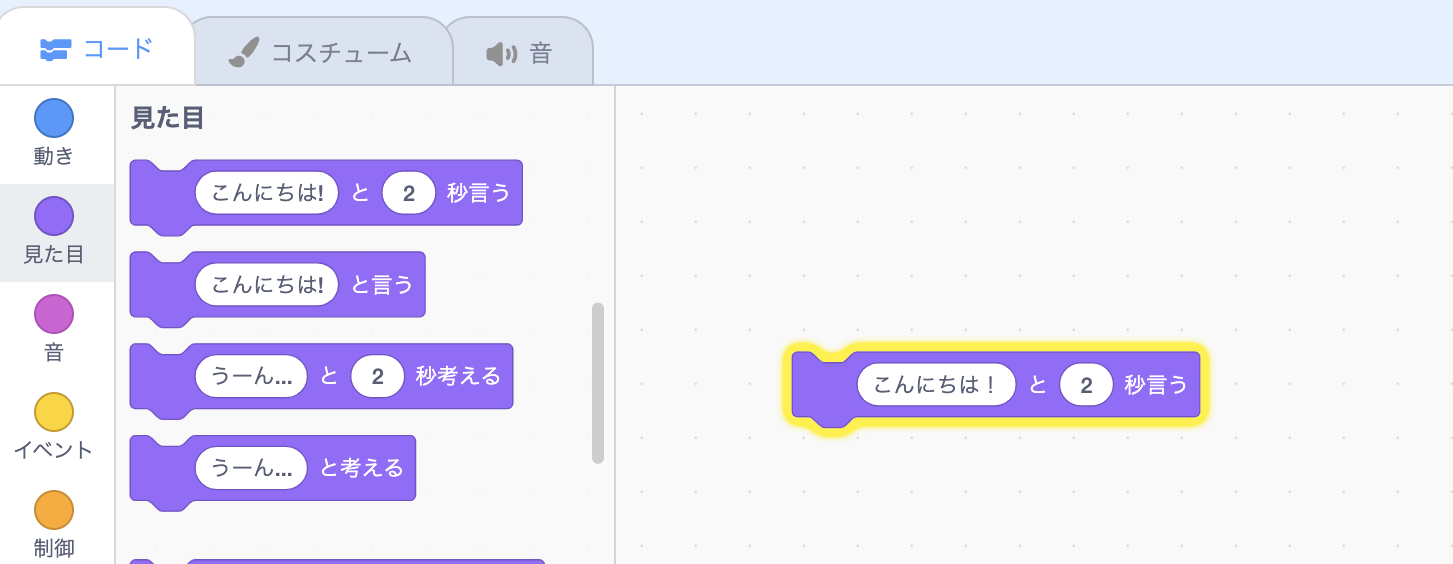 コード コスチューム 音
動き
見た目
音
イベント
制御
見た目
こんにちは! と 2 秒言う
こんにちは! と言う
うーん... と 2 秒考える
うーん... と考える
こんにちは！ と 2 秒言う